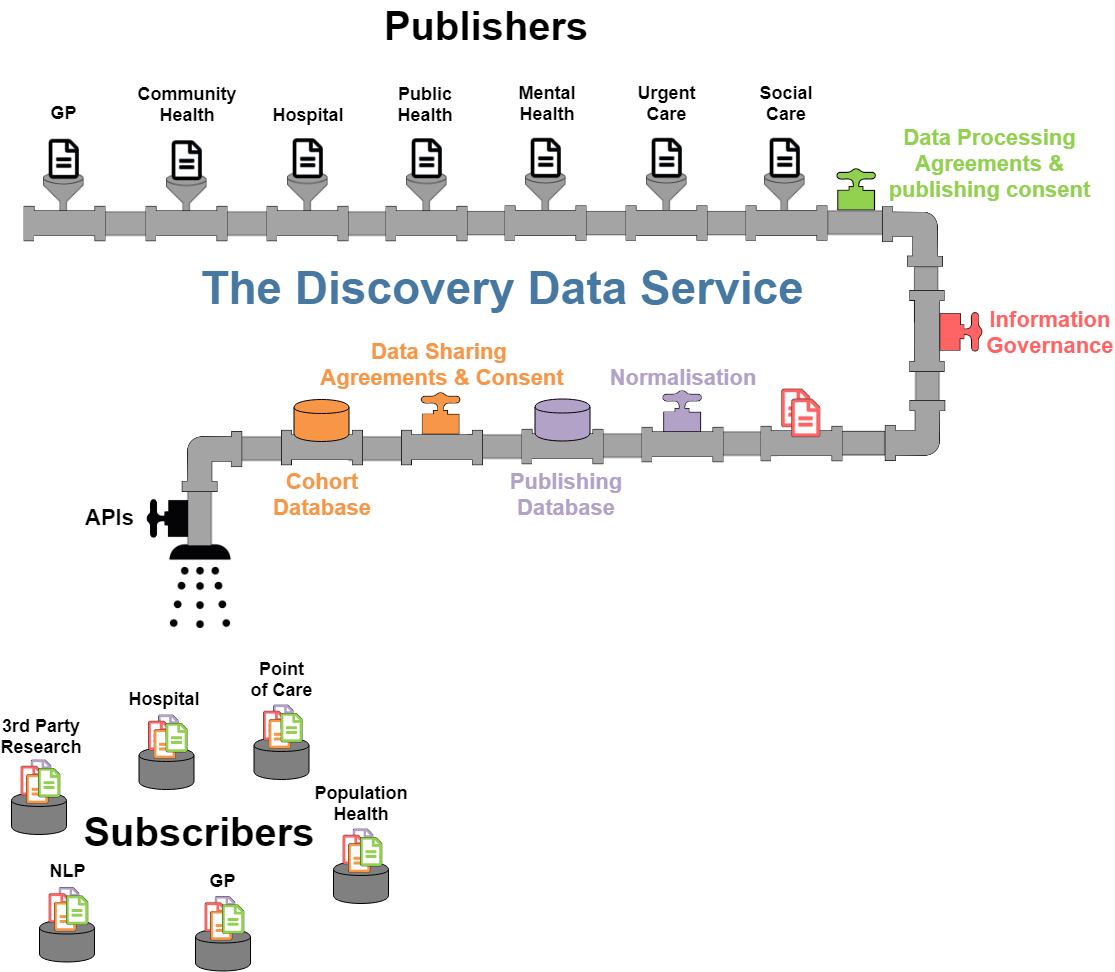 Publishers
GP
Community
Health
Hospital
Public
Health
Mental
Health
Urgent
Care
Social
Care
Data Processing
Agreements &
publishing consent
The Discovery Data Service
Information
Governance
Data Sharing
Agreements & Consent
Normalisation
Cohort
Database
Publishing
Database
APIs
Point
of Care
Hospital
3rd Party
Research
Population
Health
Subscribers
NLP
GP